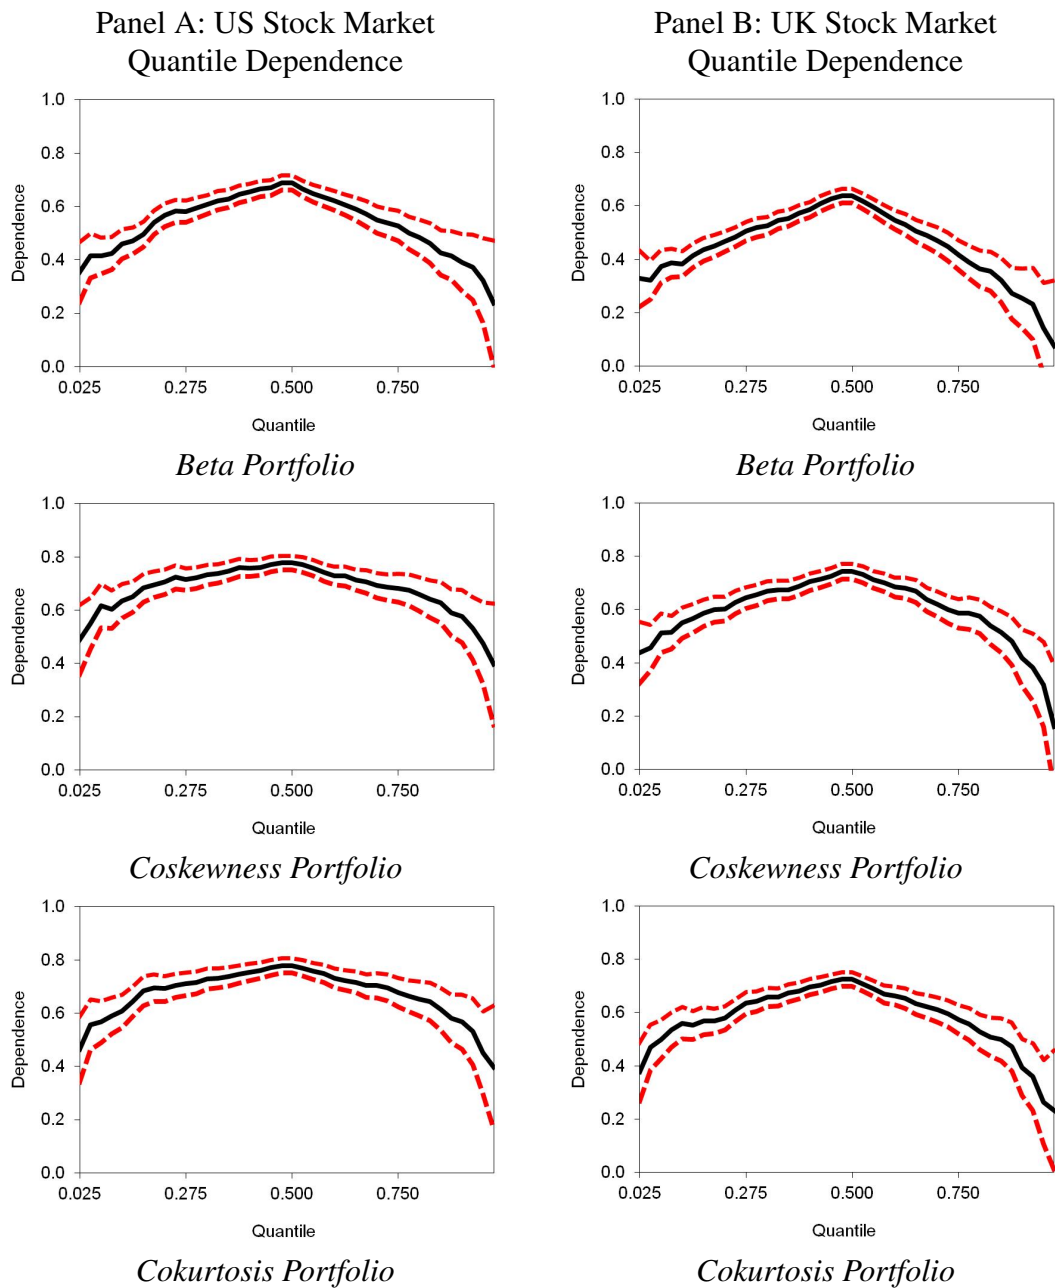 Panel A: US Stock Market
Quantile Dependence
Panel B: UK Stock Market
Quantile Dependence
1.0
0.8
0.6
0.4
0.2
0.0
Dependence
0.025 0.275 0.500 0.750
Quantile
Beta Portfolio
1.0
0.8
0.6
0.4
0.2
0.0
Dependence
0.025 0.275 0.500 0.750
Quantile
Beta Portfolio
1.0
0.8
0.6
0.4
0.2
0.0
Dependence
0.025 0.275 0.500 0.750
Quantile
Coskewness Portfolio
1.0
0.8
0.6
0.4
0.2
0.0
Dependence
0.025 0.275 0.500 0.750
Quantile
Coskewness Portfolio
1.0
0.8
0.6
0.4
0.2
0.0
Dependence
0.025 0.275 0.500 0.750
Quantile
Cokurtosis Portfolio
1.0
0.8
0.6
0.4
0.2
0.0
Dependence
0.025 0.275 0.500 0.750
Quantile
Cokurtosis Portfolio